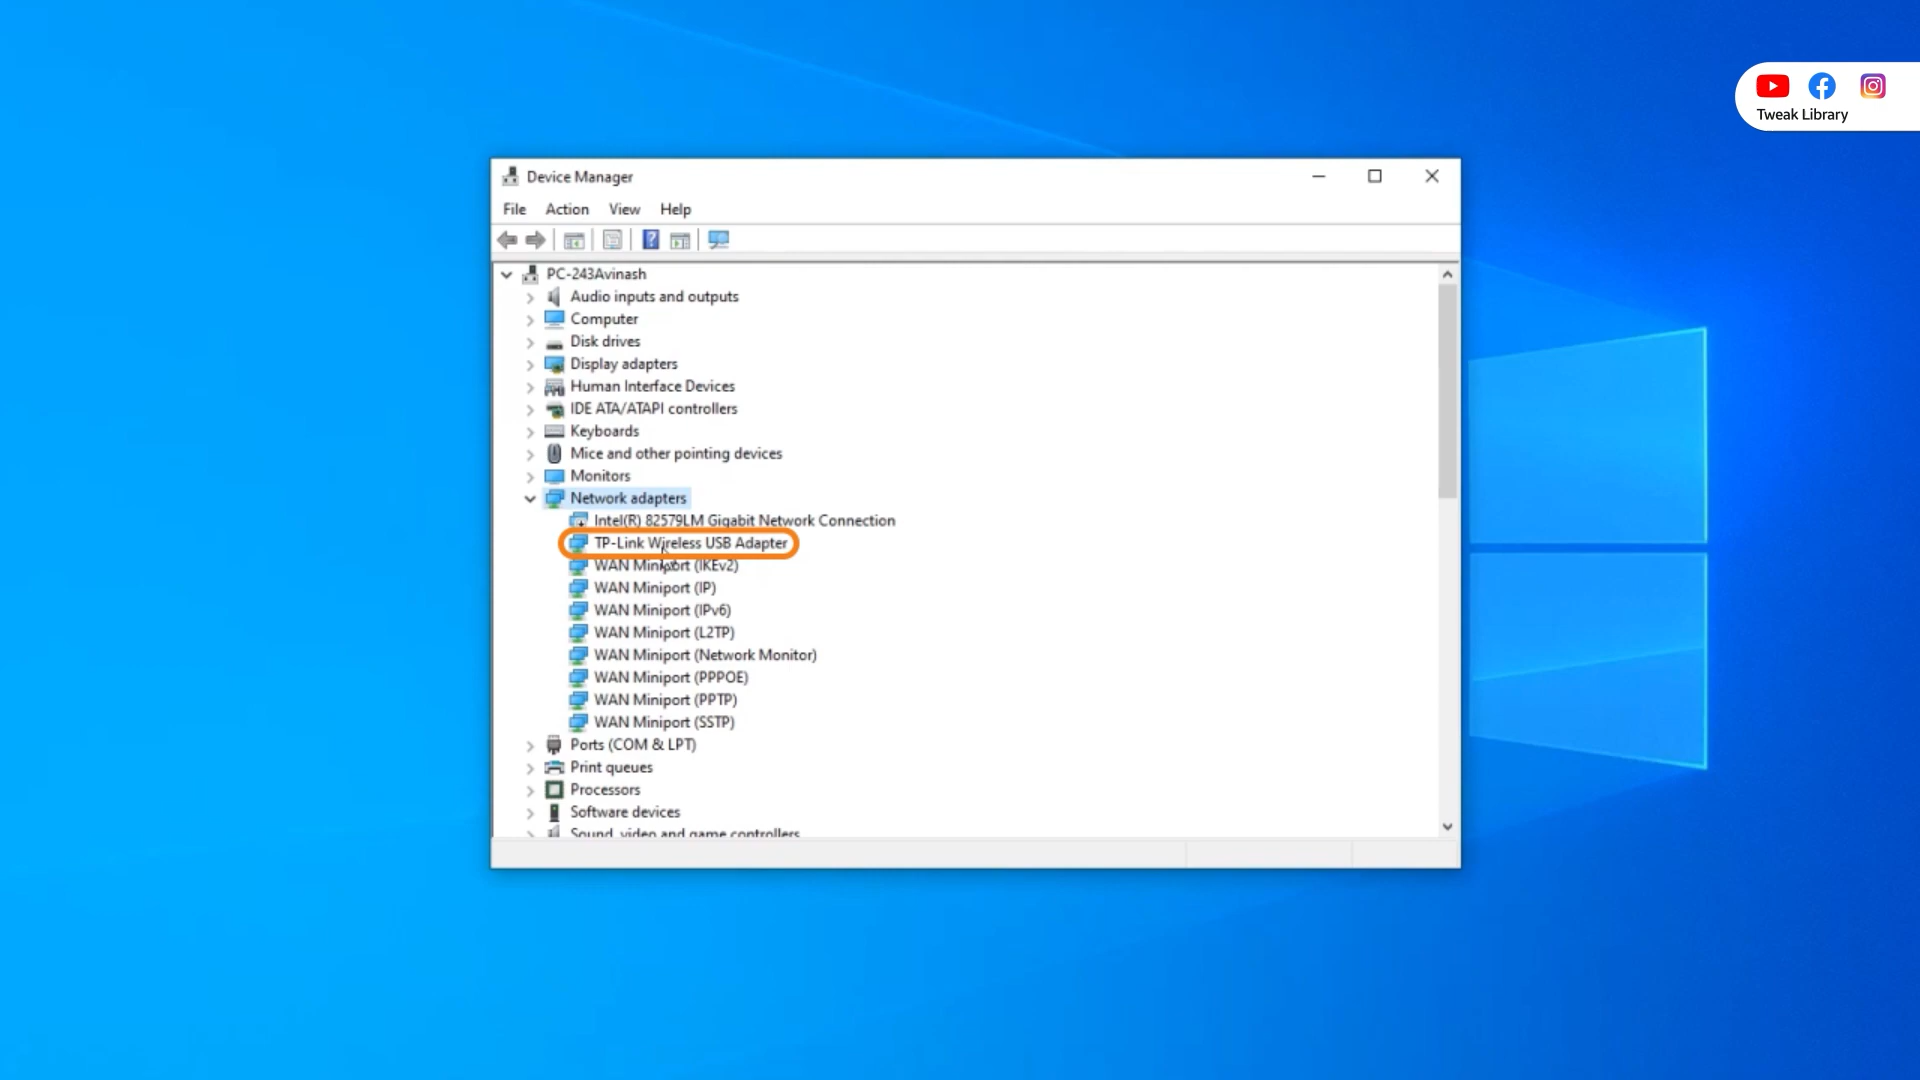 Tweak Library
Device Manager
File Action View Help
PC-243Avinash
Audio inputs and outputs
Computer
Disk drives
Display adapters
Human Interface Devices
IDE ATA/ATAPI controllers
Keyboards
Mice and other pointing devices
Monitors
Network adapters
Intel(R) 82579LM Gigabit Network Connection
TP-Link Wireless USB Adapter
WAN Miniport (IKEv2)
WAN Miniport (IP)
WAN Miniport (IPv6)
WAN Miniport (L2TP)
WAN Miniport (Network Monitor)
WAN Miniport (PPPOE)
WAN Miniport (PPTP)
WAN Miniport (SSTP)
Ports (COM & LPT)
Print queues
Processors
Software devices
Sound, video and game controllers